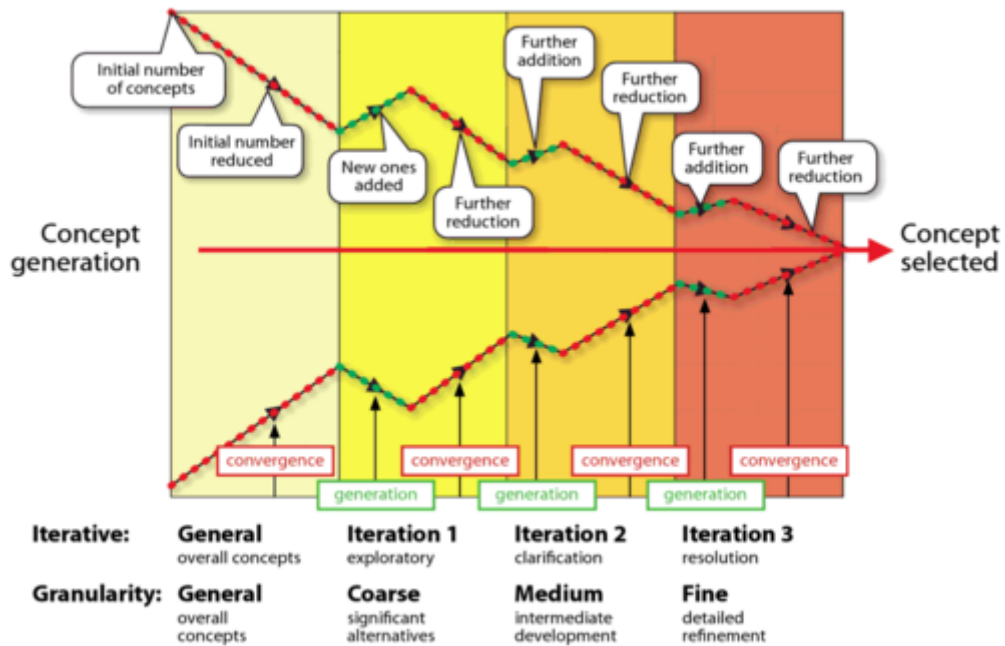 Initial number
of concepts
Initial number
reduced
New ones
added
Further
reduction
Further
addition
Further
reduction
Further
addition
Further
reduction
Concept
generation
Concept
selected
convergence
convergence
convergence
convergence
generation
generation
generation
Iterative: General Iteration 1 Iteration 2 Iteration 3
overall concepts exploratory clarification resolution
Granularity: General Coarse Medium Fine
overall significant intermediate detailed
concepts alternatives development refinement